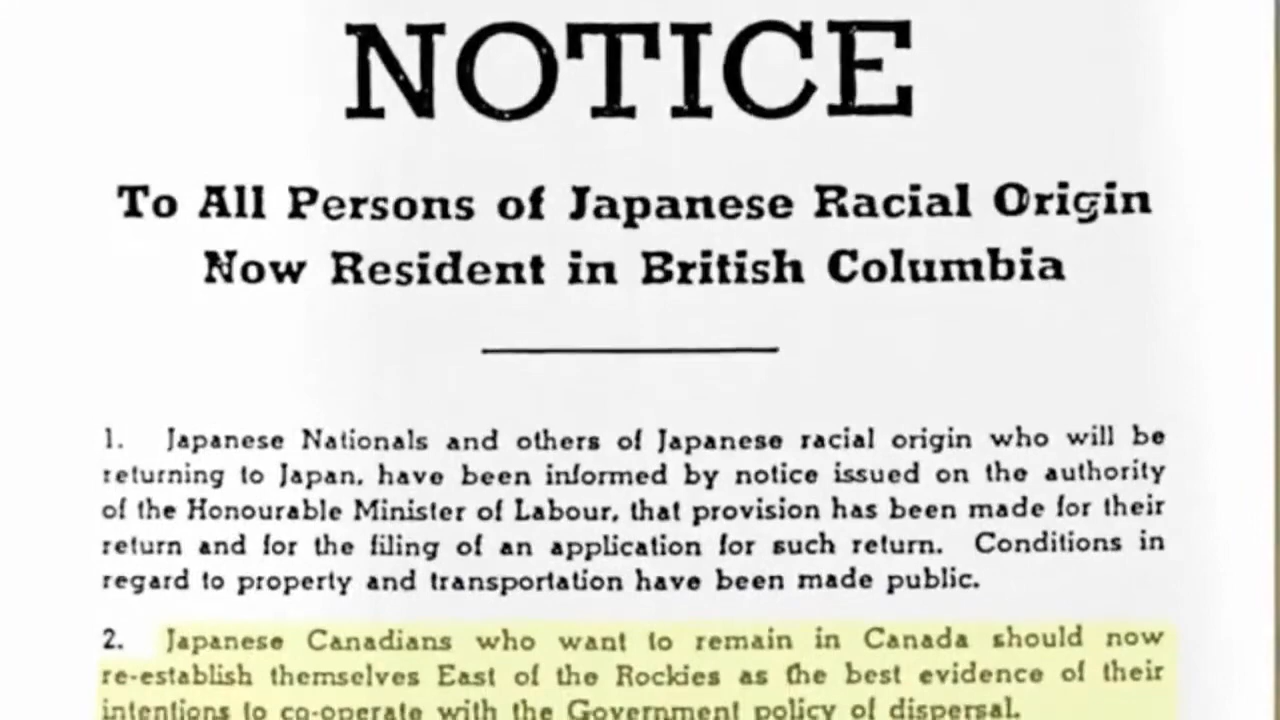 NOTICE
To All Persons of Japanese Racial Origin
Now Resident in British Columbia
1. Japanese Nationals and others of Japanese racial origin who will be
returning to Japan, have been informed by notice issued on the authority
of the Honourable Minister of Labour, that provision has been made for their
return and for the filing of an application for such return. Conditions in
regard to property and transportation have been made public.
2. Japanese Canadians who want to remain in Canada should now
re-establish themselves East of the Rockies as the best evidence of their
intentions to co-operate with the Government policy of dispersal.